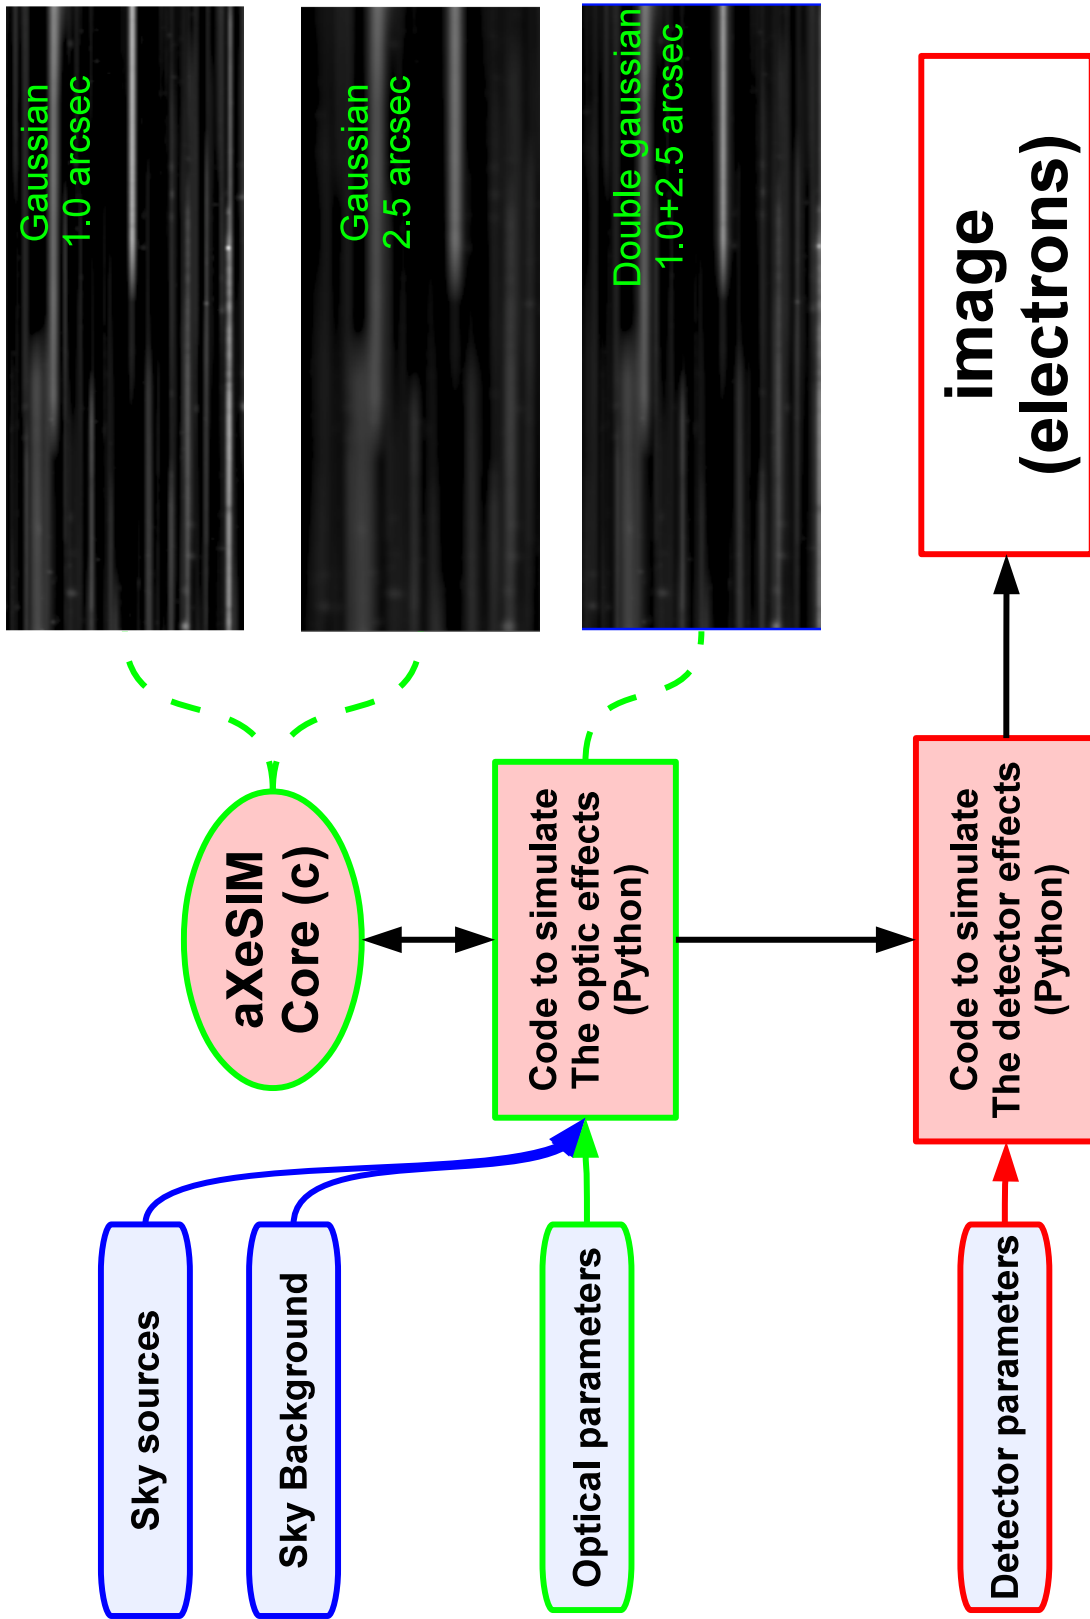 Sky sources
Sky Background
Optical parameters
Detector parameters
aXeSIM
Core (c)
Code to simulate
The optic effects
(Python)
Code to simulate
The detector effects
(Python)
Gaussian
1.0 arcsec
Gaussian
2.5 arcsec
Double gaussian
1.0+2.5 arcsec
image
(electrons)